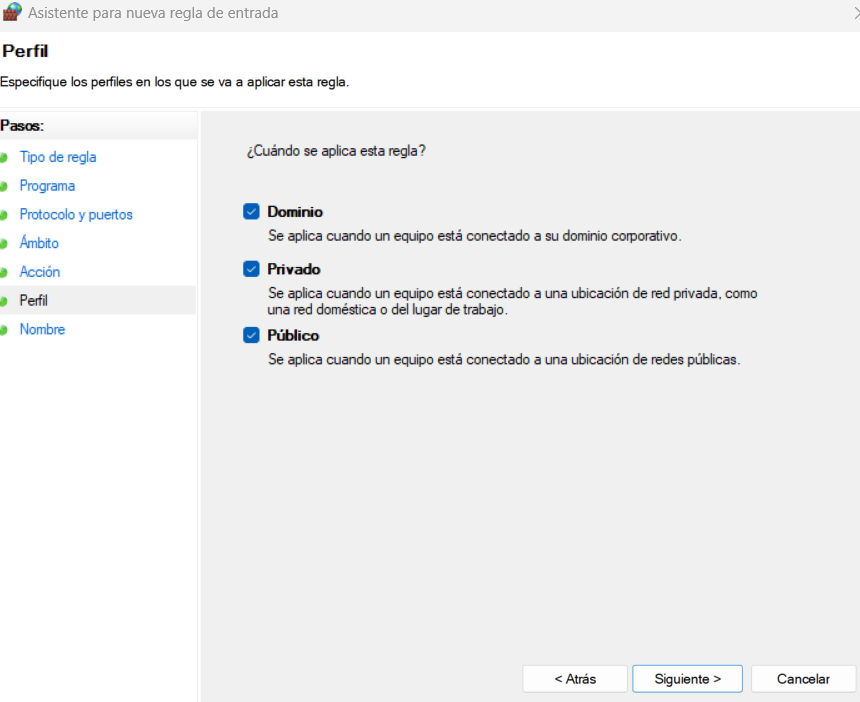 Asistente para nueva regla de entrada
Perfil
Especifique los perfiles en los que se va a aplicar esta regla.
Pasos:
Tipo de regla
Programa
Protocolo y puertos
Ámbito
Acción
Perfil
Nombre
¿Cuándo se aplica esta regla?
Dominio
Se aplica cuando un equipo está conectado a su dominio corporativo.
Privado
Se aplica cuando un equipo está conectado a una ubicación de red privada, como
una red doméstica o del lugar de trabajo.
Público
Se aplica cuando un equipo está conectado a una ubicación de redes públicas.
< Atrás
Siguiente >
Cancelar